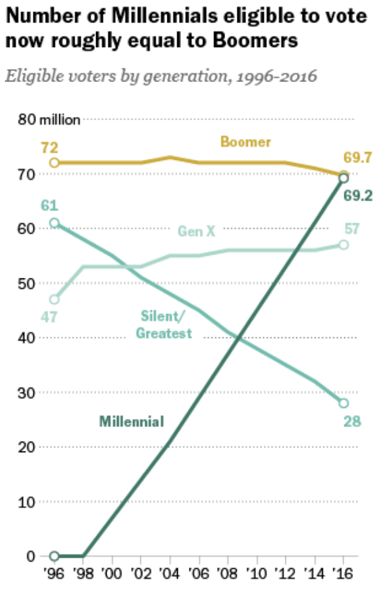 Number of Millennials eligible to vote
now roughly equal to Boomers
Eligible voters by generation, 1996-2016
80 million
72
Boomer
69.7
70
69.2
61
60
Gen X
57
50
47
Silent/
Greatest
40
30
28
Millennial
20
10
0
'96 '98 '00 '02 '04 '06 '08 '10 '12 '14 '16